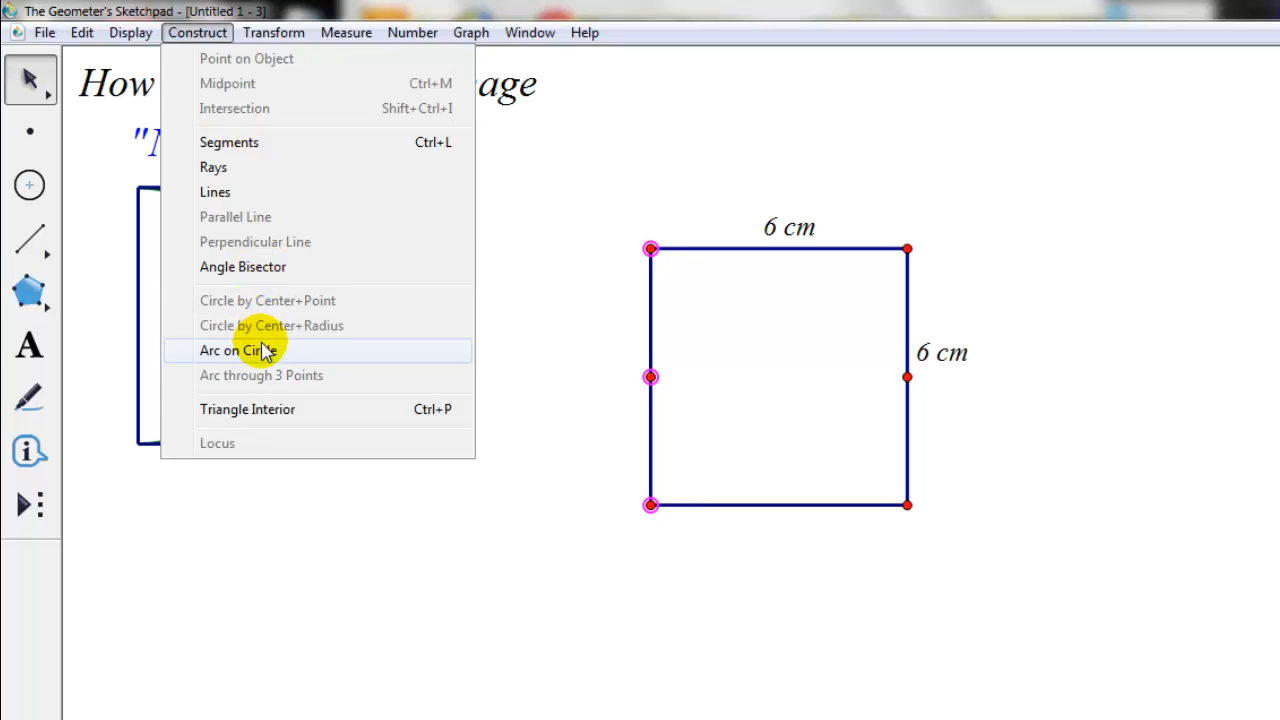 The Geometer's Sketchpad - [Untitled 1 - 3]
File Edit Display Construct Transform Measure Number Graph Window Help
How age
Point on Object
Midpoint Ctrl+M
Intersection Shift+Ctrl+I
Segments Ctrl+L
Rays
Lines
Parallel Line
Perpendicular Line
Angle Bisector
Circle by Center+Point
Circle by Center+Radius
Arc on Circle
Arc through 3 Points
Triangle Interior Ctrl+P
Locus
A
6 cm
6 cm